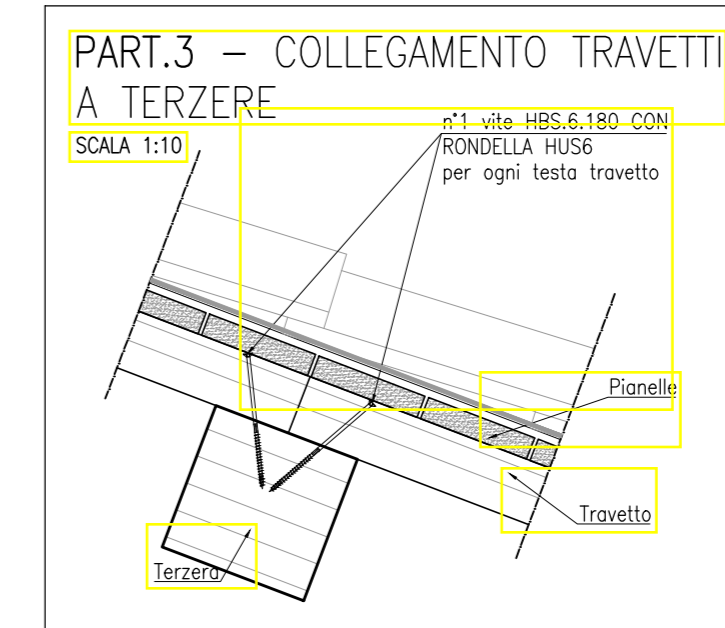 PART.3 – COLLEGAMENTO TRAVETTI
A TERZERE
SCALA 1:10
n°1 vite HBS.6.180 CON
RONDELLA HUS6
per ogni testa travetto
Pianelle
Travetto
Terzera